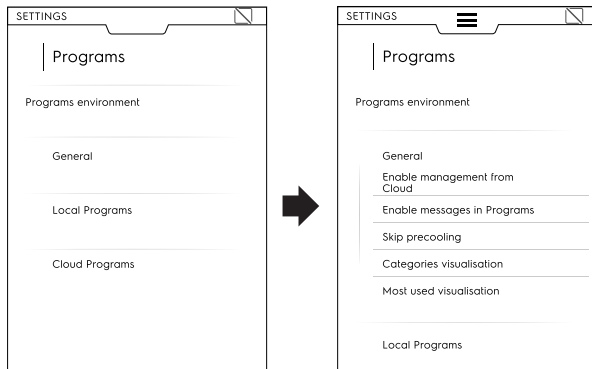 SETTINGS
Programs
Programs environment
General
Local Programs
Cloud Programs
SETTINGS
Programs
Programs environment
General
Enable management from
Cloud
Enable messages in Programs
Skip precooling
Categories visualisation
Most used visualisation
Local Programs